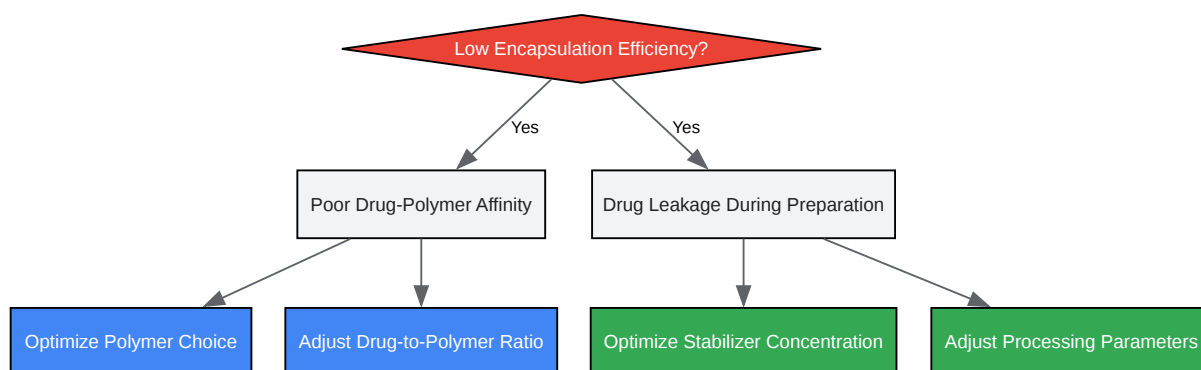 Low Encapsulation Efficiency?
Yes
Yes
Poor Drug-Polymer Affinity
Drug Leakage During Preparation
Optimize Polymer Choice
Adjust Drug-to-Polymer Ratio
Optimize Stabilizer Concentration
Adjust Processing Parameters